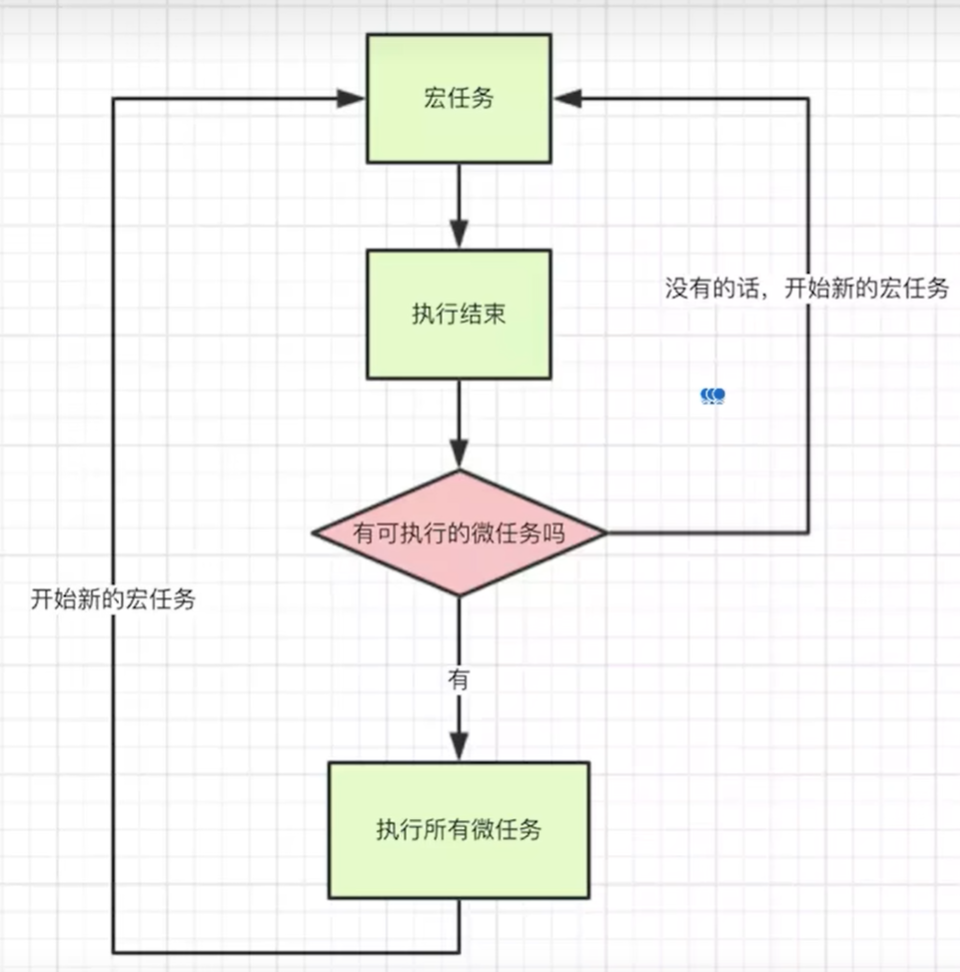 宏任务
执行结束
没有的话，开始新的宏任务
有可执行的微任务吗
开始新的宏任务
有
执行所有微任务